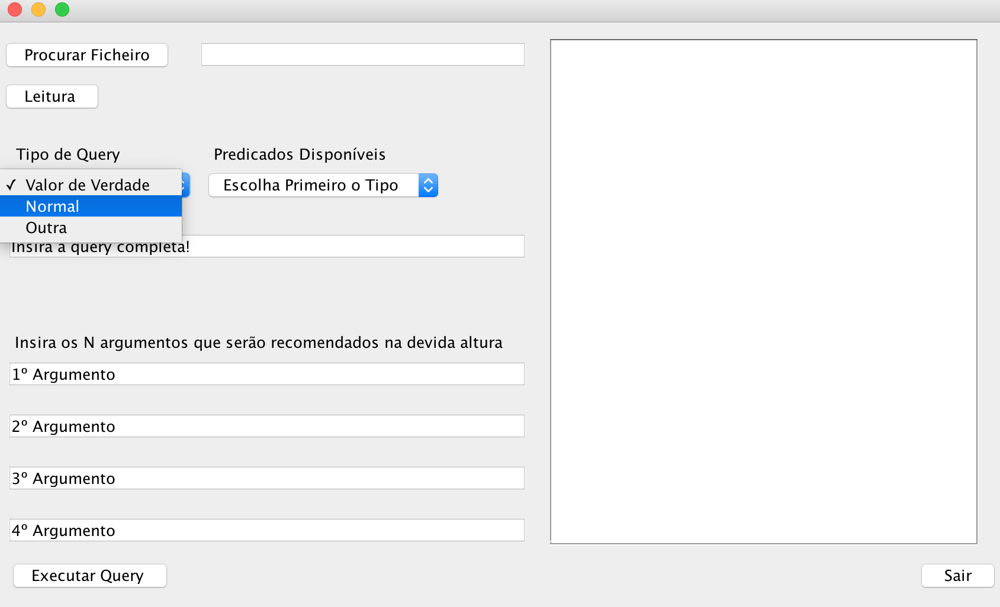 Procurar Ficheiro
Leitura
Tipo de Query
Predicados Disponíveis
✓ Valor de Verdade
Normal
Outra
Escolha Primeiro o Tipo
Insira a query completa!
Insira os N argumentos que serão recomendados na devida altura
1º Argumento
2º Argumento
3º Argumento
4º Argumento
Executar Query
Sair